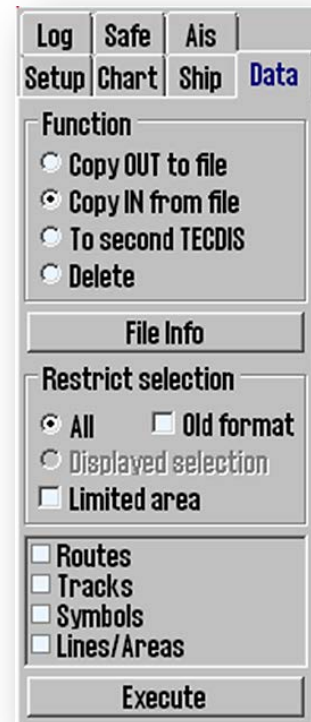 Log Safe Ais
Setup Chart Ship Data
Function
Copy OUT to file
Copy IN from file
To second TECDIS
Delete
File Info
Restrict selection
All Old format
Displayed selection
Limited area
Routes
Tracks
Symbols
Lines/Areas
Execute